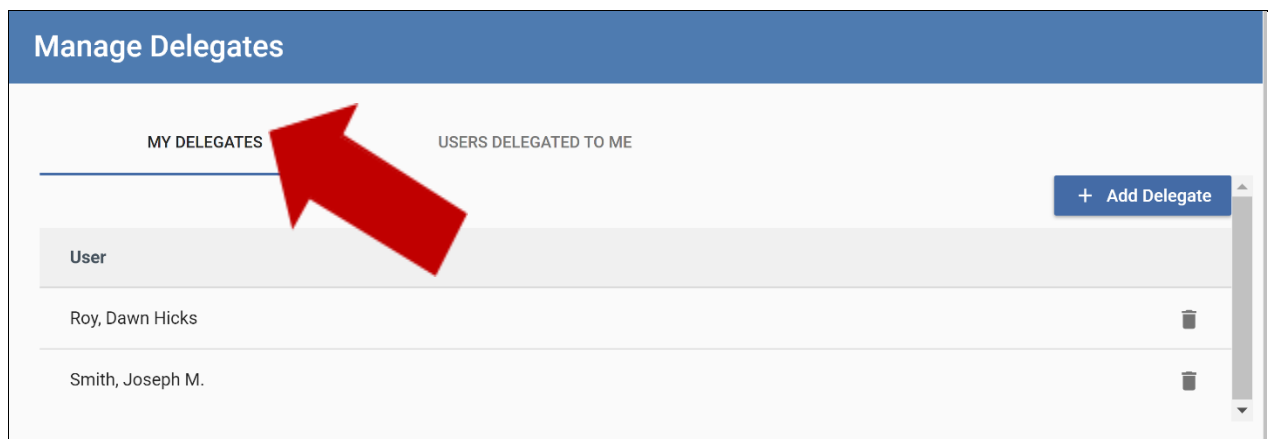 Manage Delegates
MY DELEGATES
USERS DELEGATED TO ME
+ Add Delegate
User
Roy, Dawn Hicks
Smith, Joseph M.